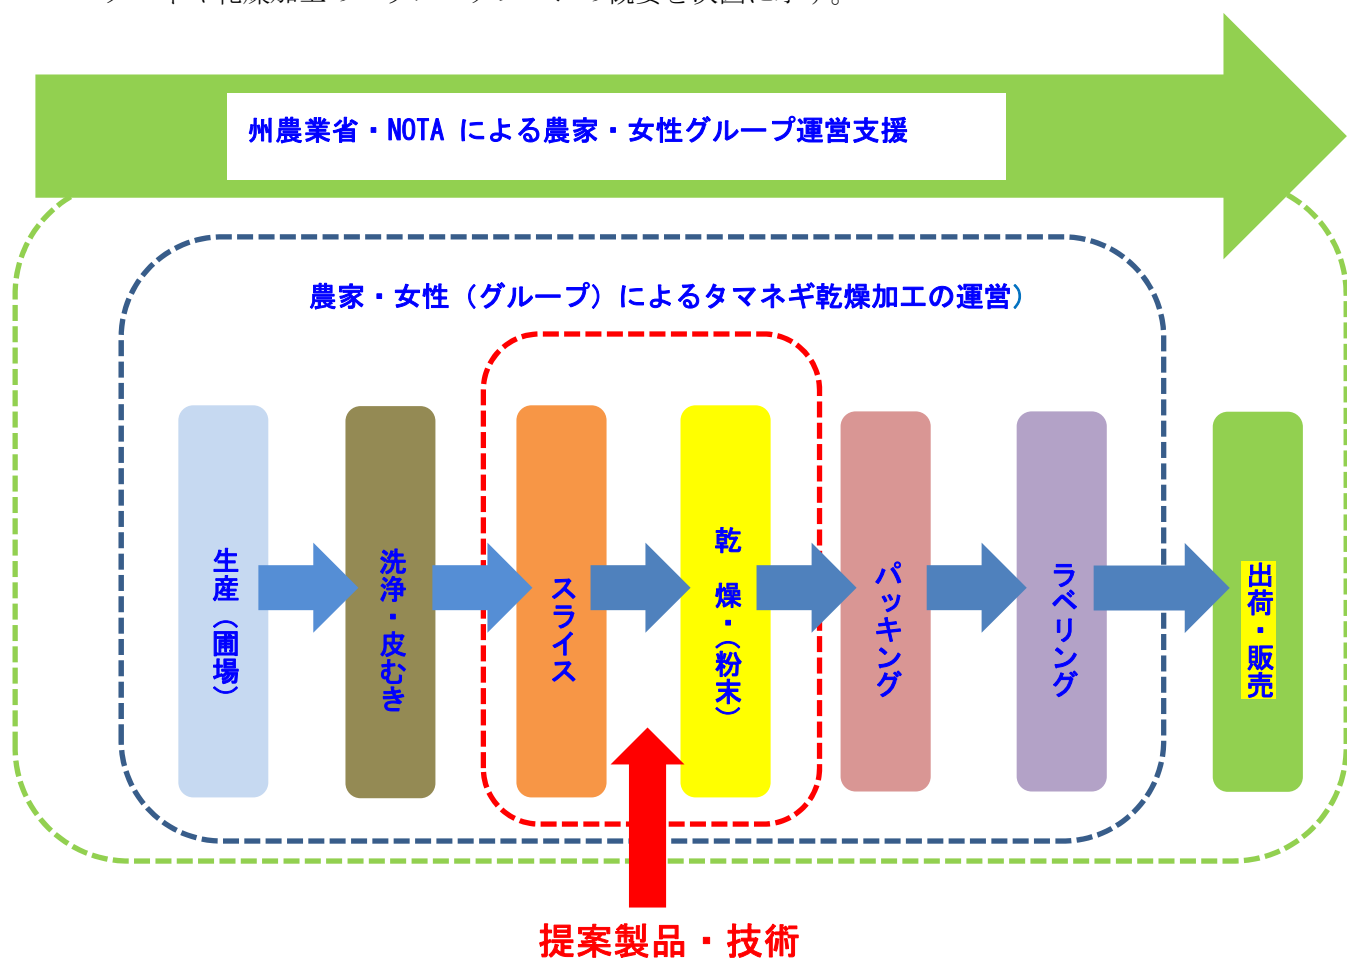 州農業省・NOTA による農家・女性グループ運営支援
農家・女性（グループ）によるタマネギ乾燥加工の運営)
生産（圃場）
洗浄・皮むき
スライス
乾　燥・（粉末）
パッキング
ラベリング
出荷・販売
提案製品・技術